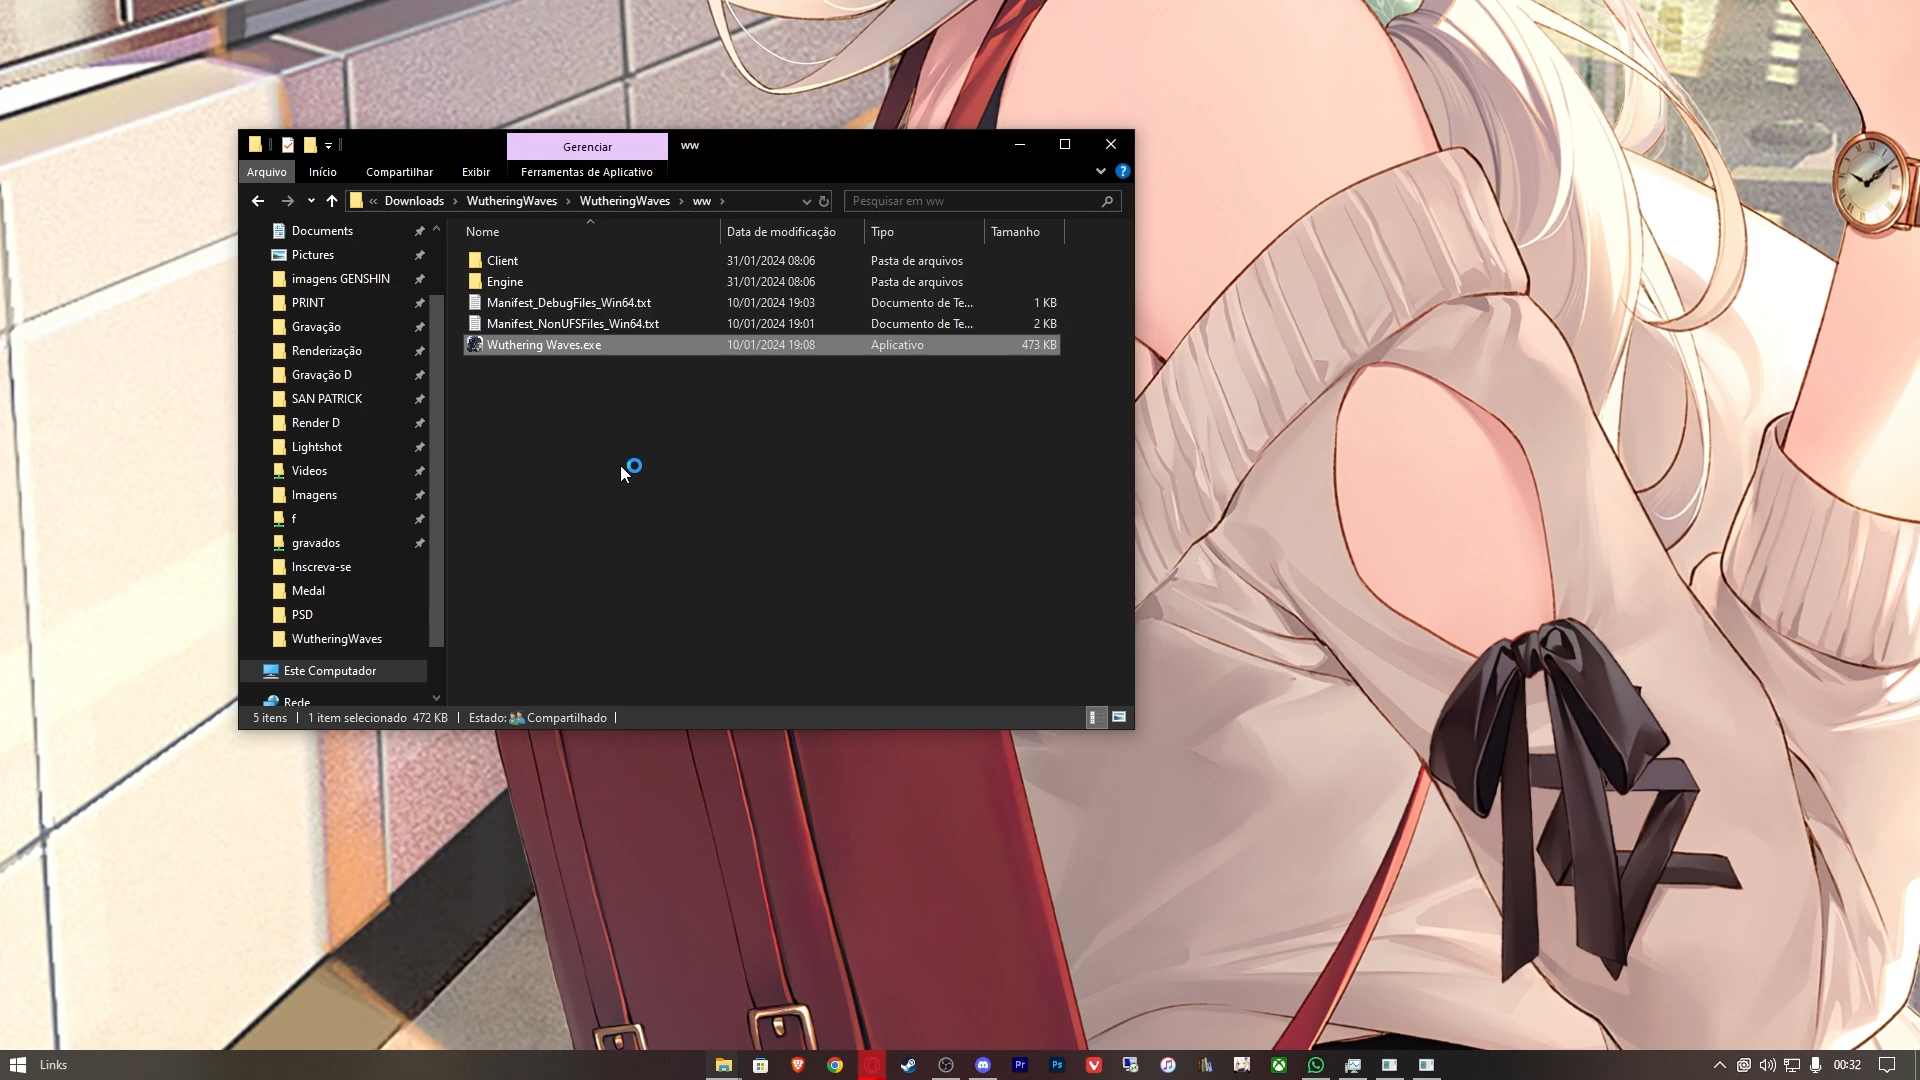 Gerenciar
ww
Arquivo
Início
Compartilhar
Exibir
Ferramentas de Aplicativo
?
« Downloads > WutheringWaves > WutheringWaves > ww >
Pesquisar em ww
Nome
Data de modificação
Tipo
Tamanho
Client 31/01/2024 08:06 Pasta de arquivos
Engine 31/01/2024 08:06 Pasta de arquivos
Manifest_DebugFiles_Win64.txt 10/01/2024 19:03 Documento de Te... 1 KB
Manifest_NonUFSFiles_Win64.txt 10/01/2024 19:01 Documento de Te... 2 KB
Wuthering Waves.exe 10/01/2024 19:08 Aplicativo 473 KB
Documents
Pictures
imagens GENSHIN
PRINT
Gravação
Renderização
Gravação D
SAN PATRICK
Render D
Lightshot
Videos
Imagens
f
gravados
Inscreva-se
Medal
PSD
WutheringWaves
Este Computador
Rede
5 itens | 1 item selecionado 472 KB | Estado: Compartilhado |
Links
Pr
Ps
00:32